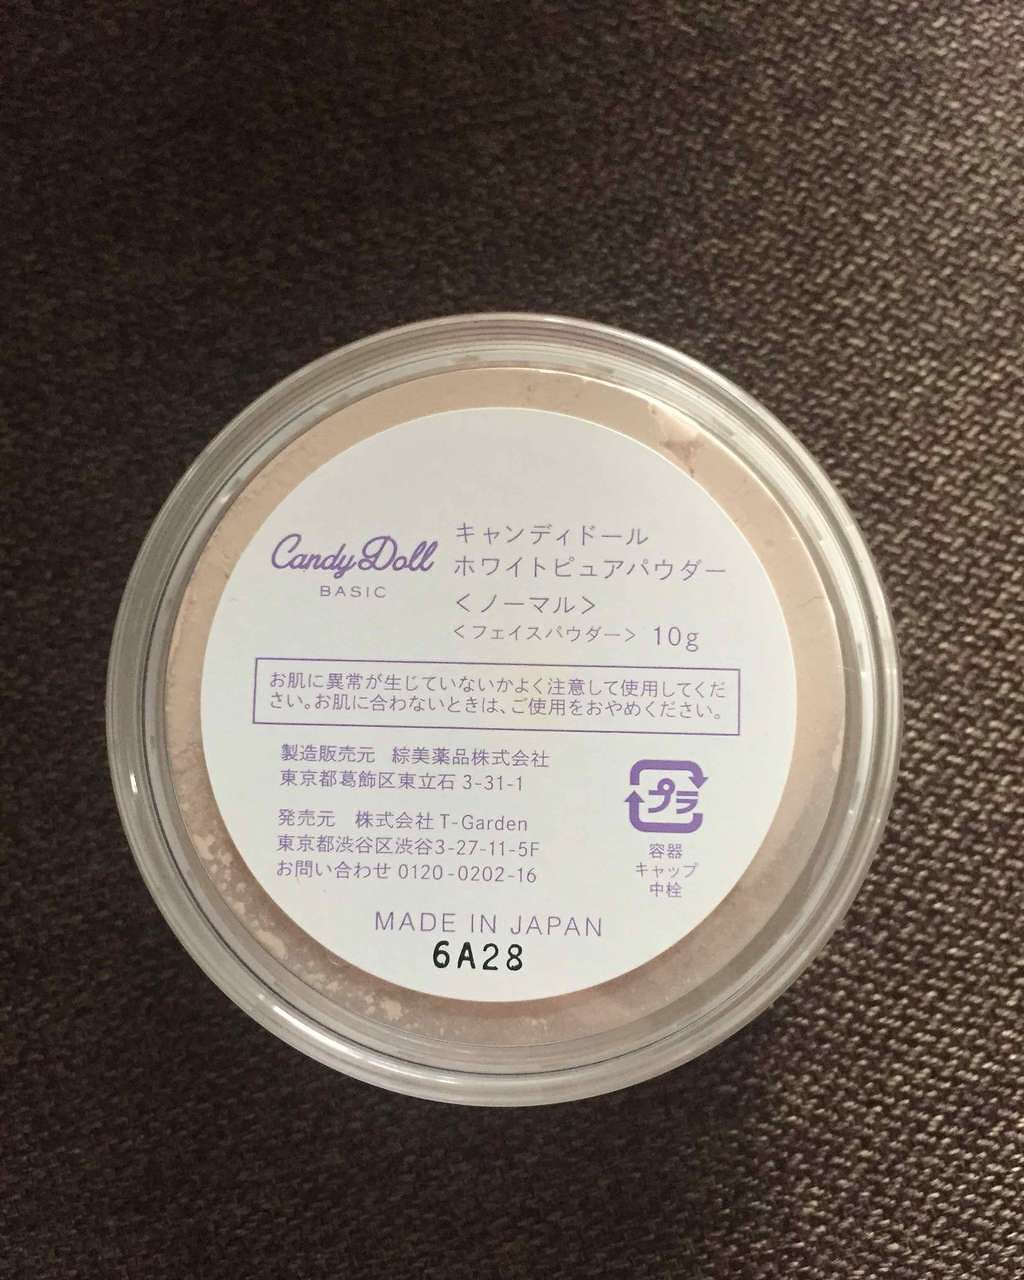 Candy Doll
BASIC
キャンディドール
ホワイトピュアパウダー
＜ノーマル＞
＜フェイスパウダー＞ 10g
お肌に異常が生じていないかよく注意して使用してくだ
さい。お肌に合わないときは、ご使用をおやめください。
製造販売元　綜美薬品株式会社
東京都葛飾区東立石 3-31-1
発売元　株式会社 T-Garden
東京都渋谷区渋谷3-27-11-5F
お問い合わせ 0120-0202-16
プラ
容器
キャップ
中栓
MADE IN JAPAN
6A28